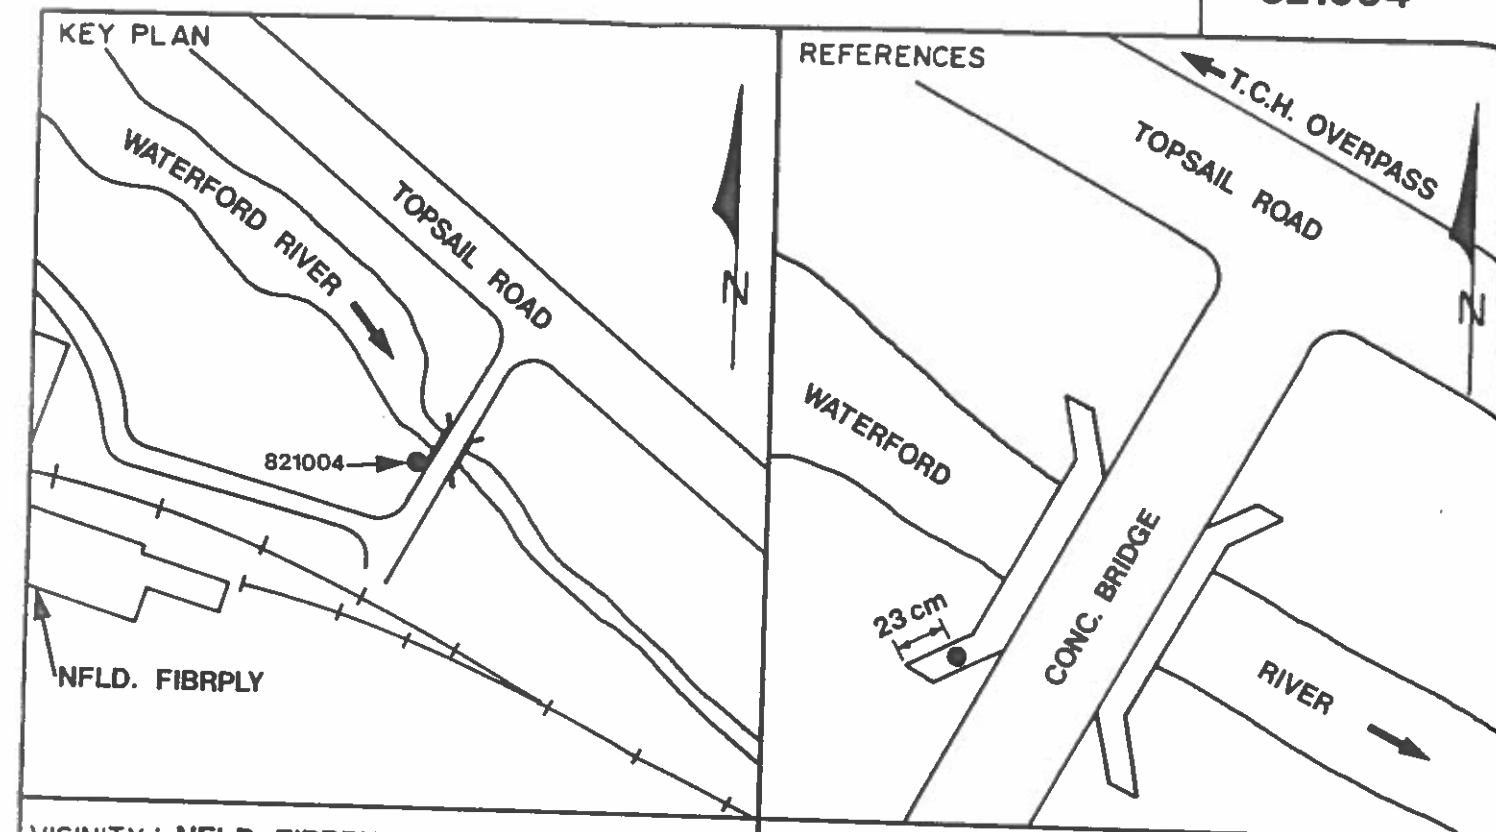 KEY PLAN
WATERFORD RIVER
TOPSAIL ROAD
N
821004
NFLD. FIBRPLY
REFERENCES
T.C.H. OVERPASS
TOPSAIL ROAD
N
WATERFORD
23 cm
CONC. BRIDGE
RIVER